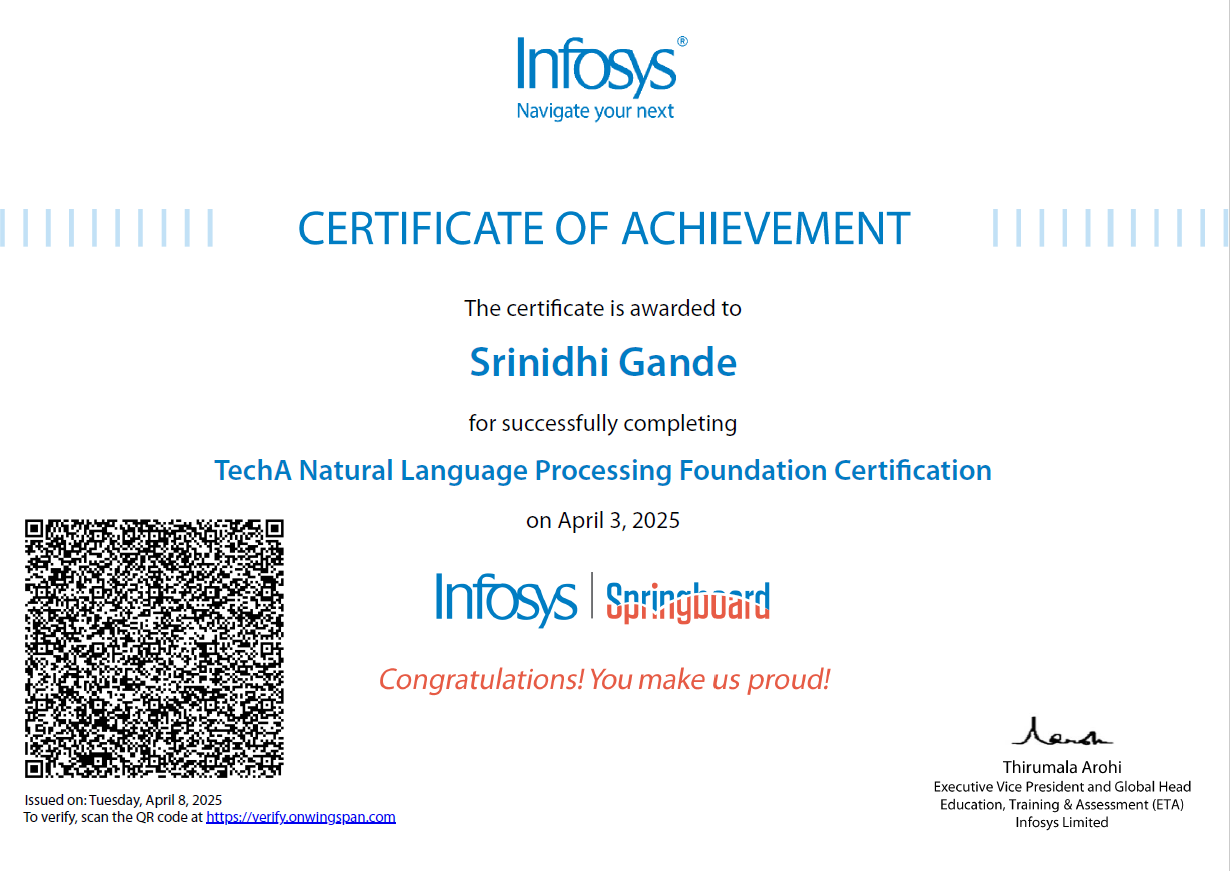 Infosys®
Navigate your next
CERTIFICATE OF ACHIEVEMENT
The certificate is awarded to
Srinidhi Gande
for successfully completing
TechA Natural Language Processing Foundation Certification
on April 3, 2025
Infosys | Springboard
Congratulations! You make us proud!
Thirumala Arohi
Executive Vice President and Global Head
Education, Training & Assessment (ETA)
Infosys Limited
Issued on: Tuesday, April 8, 2025
To verify, scan the QR code at https://verify.onwingspan.com